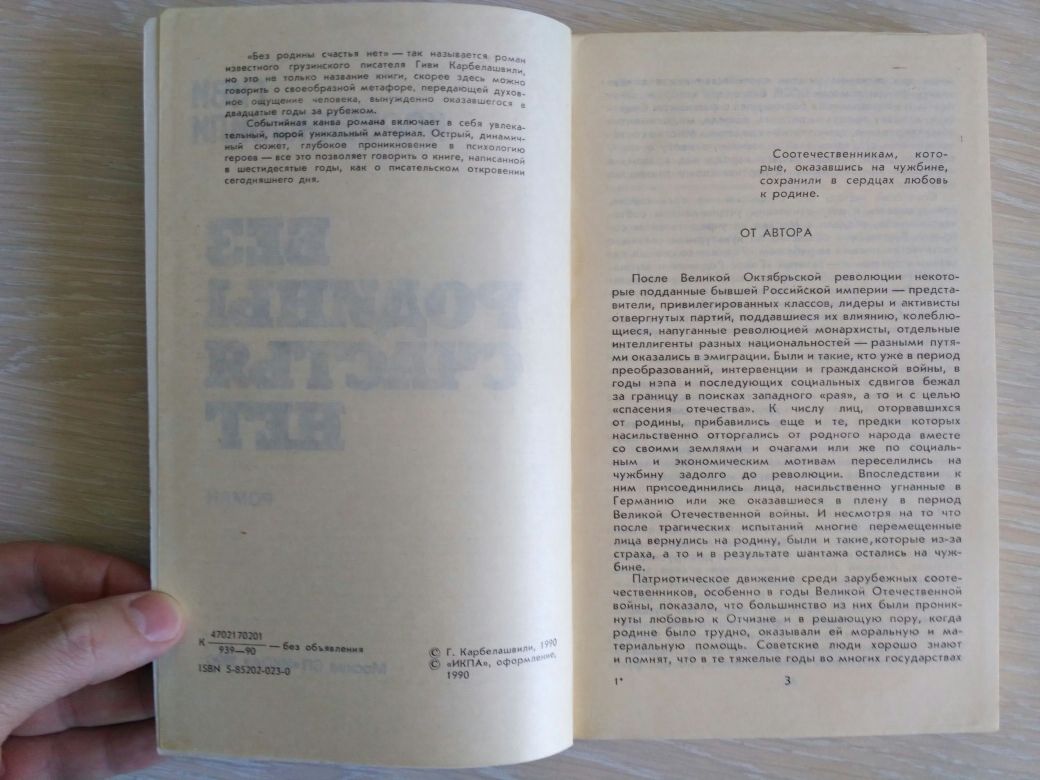 «Без родины счастья нет» — так называется роман
известного грузинского писателя Гиви Карбелашвили,
но это не только название книги, скорее здесь можно
говорить о своеобразной метафоре, передающей духов-
ное ощущение человека, вынужденно оказавшегося в
двадцатые годы за рубежом.
Событийная канва романа включает в себя увлека-
тельный, порой уникальный материал. Острый, динамич-
ный сюжет, глубокое проникновение в психологию
героев — все это позволяет говорить о книге, написанной
в шестидесятые годы, как о писательском откровении
сегодняшнего дня.
БЕЗ
РОДИНЫ
СЧАСТЬЯ
НЕТ
РОМАН
К 4702170201
939—90 — без объявления
ISBN 5-85202-023-0
© Г. Карбелашвили, 1990
© «ИКПА», оформление,
1990
Соотечественникам, кото-
рые, оказавшись на чужбине,
сохранили в сердцах любовь
к родине.
ОТ АВТОРА
После Великой Октябрьской революции некото-
рые подданные бывшей Российской империи — предста-
вители, привилегированных классов, лидеры и активисты
отвергнутых партий, поддавшиеся их влиянию, колеблю-
щиеся, напуганные революцией монархисты, отдельные
интеллигенты разных национальностей — разными путя-
ми оказались в эмиграции. Были и такие, кто уже в период
преобразований, интервенции и гражданской войны, в
годы нэпа и последующих социальных сдвигов бежал
за границу в поисках западного «рая», а то и с целью
«спасения отечества». К числу лиц, оторвавшихся
от родины, прибавились еще и те, предки которых
насильственно отторгались от родного народа вместе
со своими землями и очагами или же по социаль-
ным и экономическим мотивам переселились на
чужбину задолго до революции. Впоследствии к
ним присоединились лица, насильственно угнанные в
Германию или же оказавшиеся в плену в период
Великой Отечественной войны. И несмотря на то что
после трагических испытаний многие перемещенные
лица вернулись на родину, были и такие, которые из-за
страха, а то и в результате шантажа остались на чуж-
бине.
Патриотическое движение среди зарубежных сооте-
чественников, особенно в годы Великой Отечественной
войны, показало, что большинство из них были проник-
нуты любовью к Отчизне и в решающую пору, когда
родине было трудно, оказывали ей моральную и ма-
териальную помощь. Советские люди хорошо знают
и помнят, что в те тяжелые годы во многих государствах
1*
3